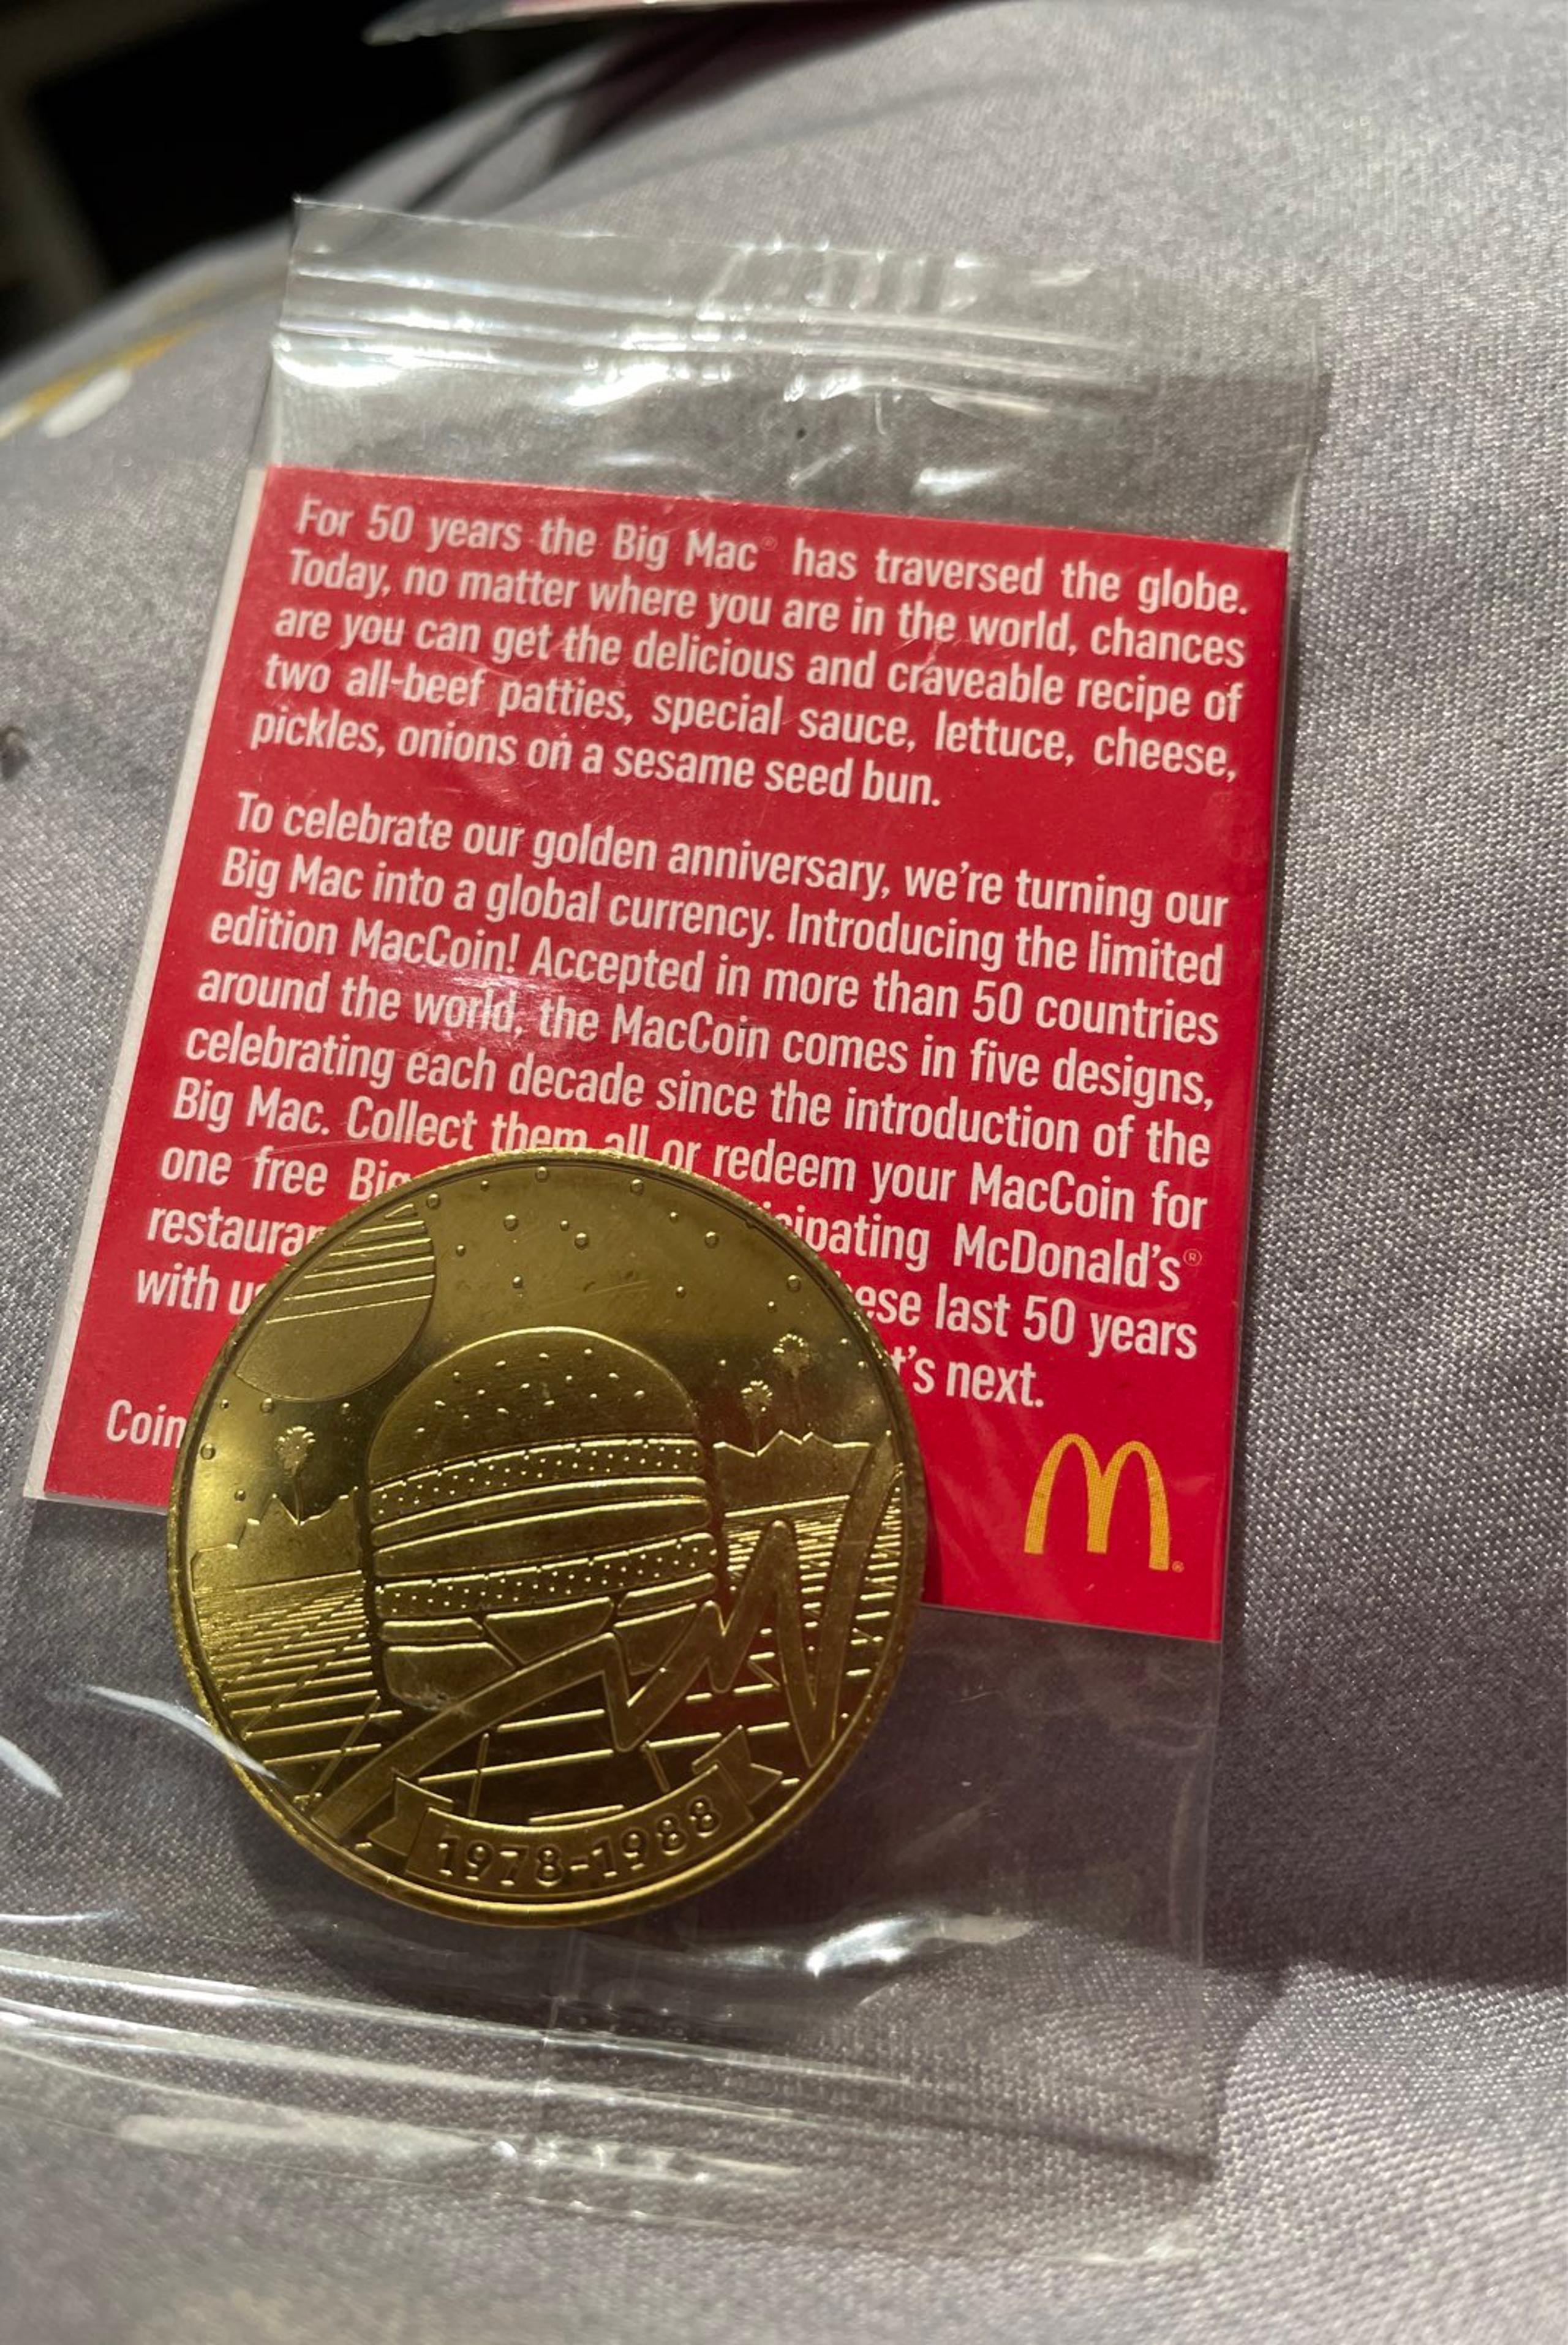 For 50 years the Big Mac® has traversed the globe.
Today, no matter where you are in the world, chances
are you can get the delicious and craveable recipe of
two all-beef patties, special sauce, lettuce, cheese,
pickles, onions on a sesame seed bun.
To celebrate our golden anniversary, we're turning our
Big Mac into a global currency. Introducing the limited
edition MacCoin! Accepted in more than 50 countries
around the world, the MacCoin comes in five designs,
celebrating each decade since the introduction of the
Big Mac. Collect them all or redeem your MacCoin for
one free Big McDonald's®
restaurant last 50 years
with next.
Coin
1978-1988